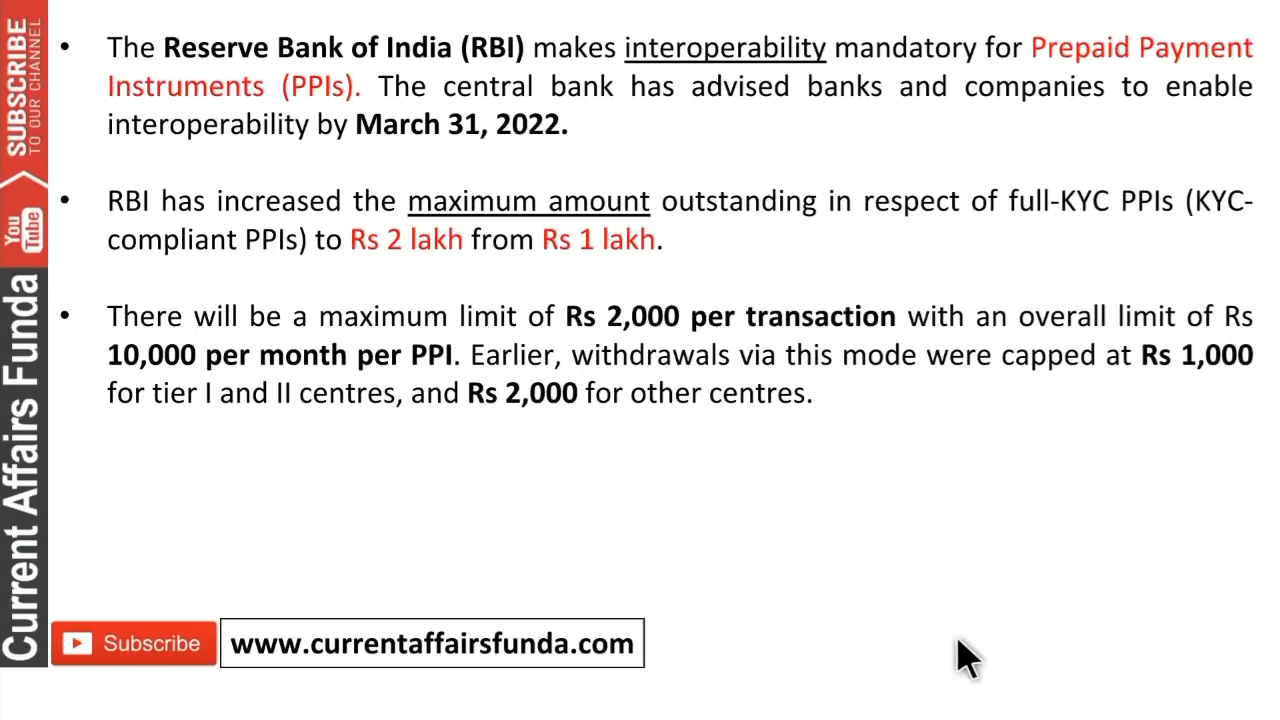 • The Reserve Bank of India (RBI) makes interoperability mandatory for Prepaid Payment
Instruments (PPIs). The central bank has advised banks and companies to enable
interoperability by March 31, 2022.
• RBI has increased the maximum amount outstanding in respect of full-KYC PPIs (KYC-
compliant PPIs) to Rs 2 lakh from Rs 1 lakh.
• There will be a maximum limit of Rs 2,000 per transaction with an overall limit of Rs
10,000 per month per PPI. Earlier, withdrawals via this mode were capped at Rs 1,000
for tier I and II centres, and Rs 2,000 for other centres.
SUBSCRIBE
TO OUR CHANNEL
You
Tube
Current Affairs Funda
Subscribe
www.currentaffairsfunda.com